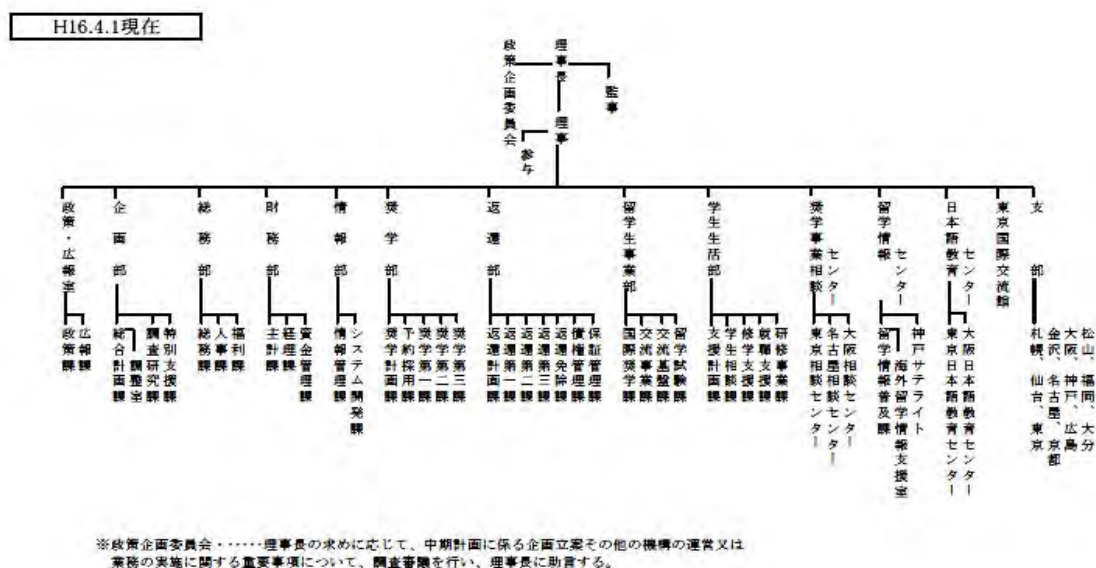 H16.4.1現在
政策企画委員会
理事長
監事
理事
参与
政策・広報室
企画部
総務部
財務部
情報部
奨学部
返還部
留学生事業部
学生生活部
奨学事業相談センター
留学情報センター
日本語教育センター
東京国際交流館
支部
政策課
広報課
総合計画課
調整室
調査研究課
特別支援課
総務課
人事課
福利課
主計課
経理課
資金管理課
情報管理課
システム開発課
奨学計画課
予約採用課
奨学第一課
奨学第二課
奨学第三課
返還計画課
返還第一課
返還第二課
返還第三課
返還免除課
債権管理課
保証管理課
国際奨学課
交流事業課
交流基盤課
留学試験課
支援計画課
学生相談課
修学支援課
就職支援課
研修事業課
東京相談センター
名古屋相談センター
大阪相談センター
留学情報普及課
海外留学情報支援室
神戸サテライト
東京日本語教育センター
大阪日本語教育センター
札幌、仙台、東京
金沢、名古屋、京都
大阪、神戸、広島
松山、福岡、大分
※政策企画委員会・・・・・・理事長の求めに応じて、中期計画に係る企画立案その他の機構の運営又は
業務の実施に関する重要事項について、調査審議を行い、理事長に助言する。